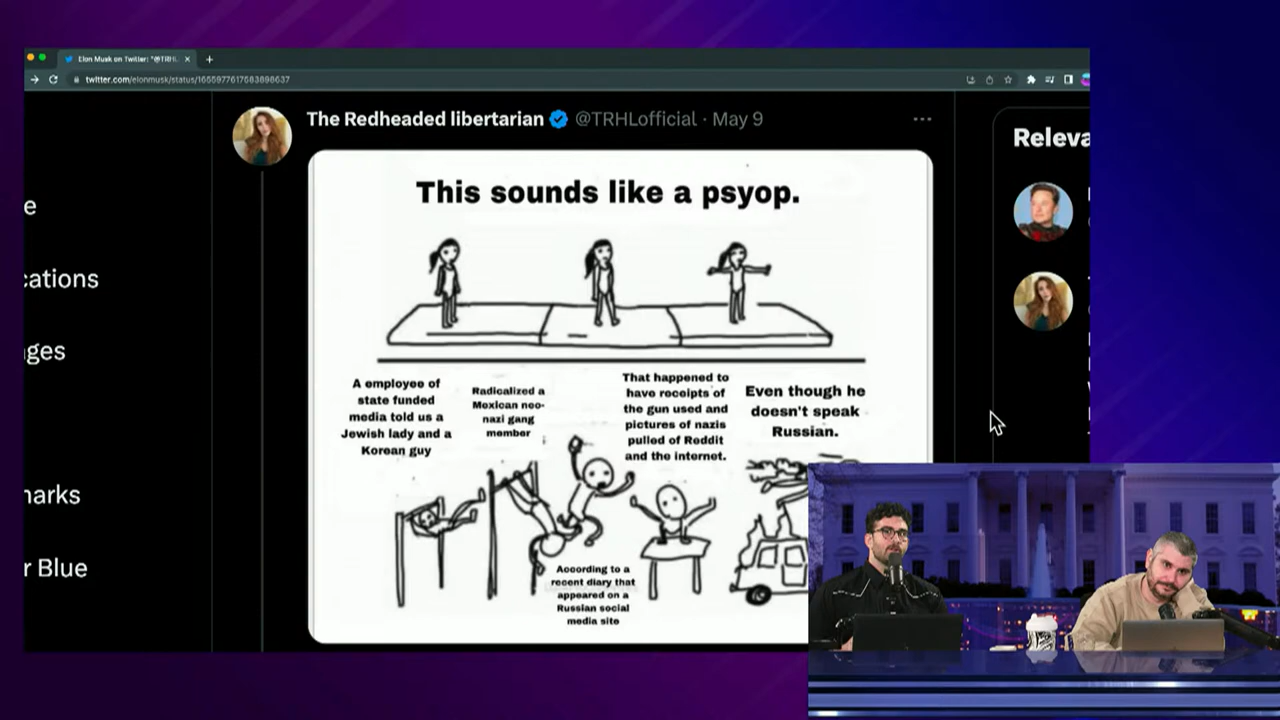 Elon Musk on Twitter: "@TRHL
twitter.com/elonmusk/status/1655977617683898637
The Redheaded libertarian @TRHLofficial · May 9
Releva
e
cations
ges
harks
r Blue
This sounds like a psyop.
A employee of
state funded
media told us a
Jewish lady and a
Korean guy
Radicalized a
Mexican neo-
nazi gang
member
According to a
recent diary that
appeared on a
Russian social
media site
That happened to
have receipts of
the gun used and
pictures of nazis
pulled of Reddit
and the internet.
Even though he
doesn't speak
Russian.